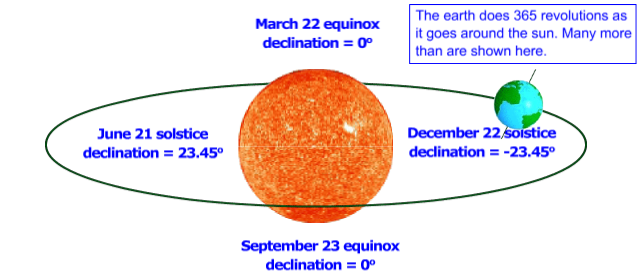 March 22 equinox
declination = 0º
The earth does 365 revolutions as
it goes around the sun. Many more
than are shown here.
June 21 solstice
declination = 23.45º
December 22 solstice
declination = -23.45º
September 23 equinox
declination = 0º